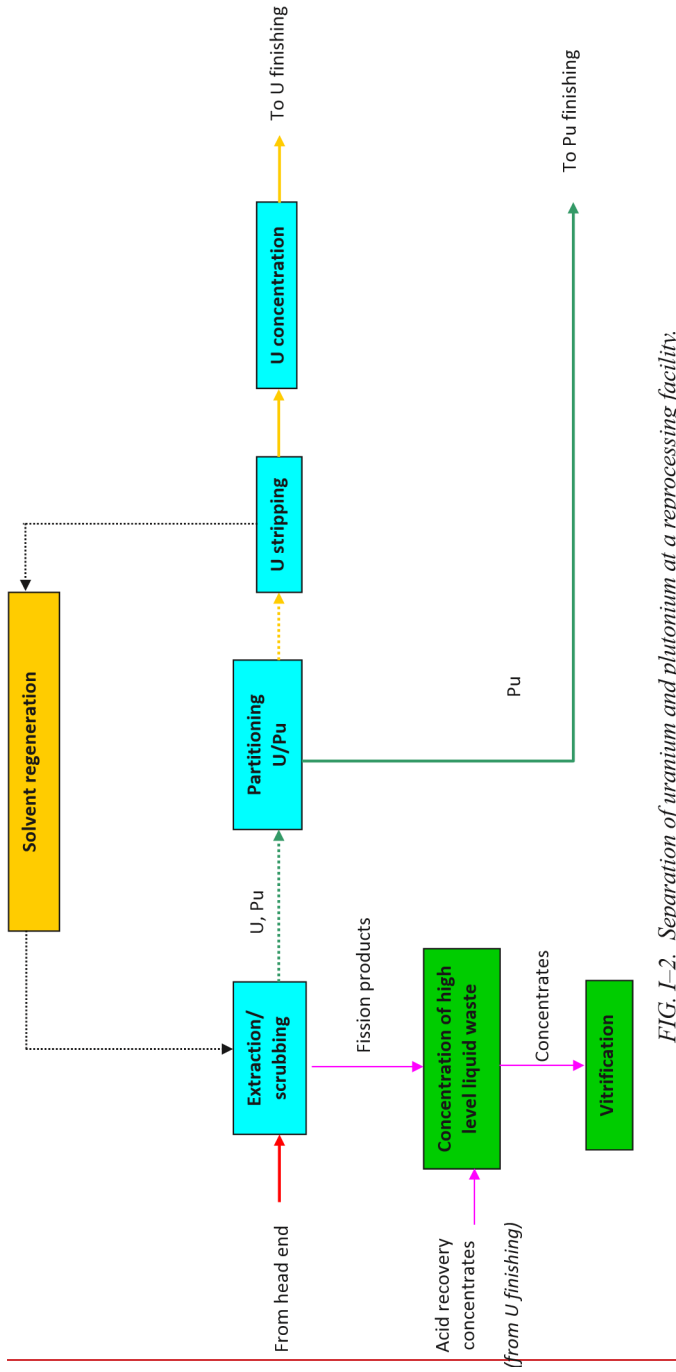 Solvent regeneration
From head end
Extraction/
scrubbing
U, Pu
Partitioning
U/Pu
U stripping
U concentration
To U finishing
Fission products
Pu
To Pu finishing
Acid recovery
concentrates
(from U finishing)
Concentration of high
level liquid waste
Concentrates
Vitrification
FIG. I–2. Separation of uranium and plutonium at a reprocessing facility.